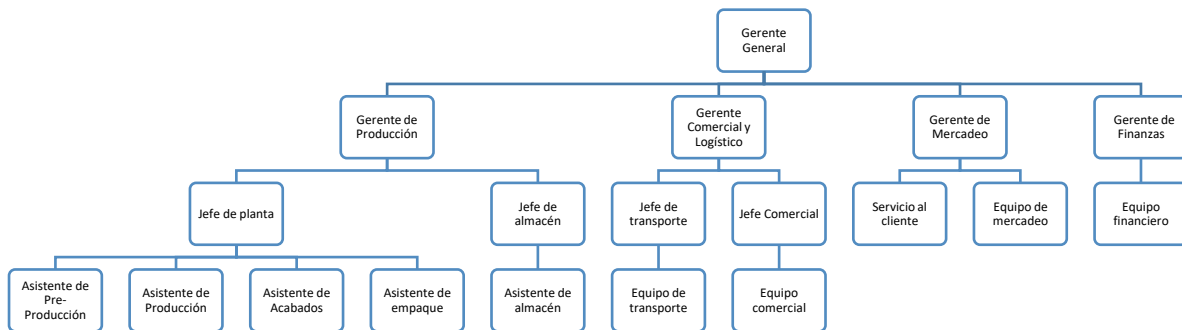 Gerente
General
Gerente de
Producción
Gerente
Comercial y
Logístico
Gerente de
Mercadeo
Gerente de
Finanzas
Jefe de planta
Jefe de
almacén
Jefe de
transporte
Jefe Comercial
Servicio al
cliente
Equipo de
mercadeo
Equipo
financiero
Asistente de
Pre-
Producción
Asistente de
Producción
Asistente de
Acabados
Asistente de
empaque
Asistente de
almacén
Equipo de
transporte
Equipo
comercial